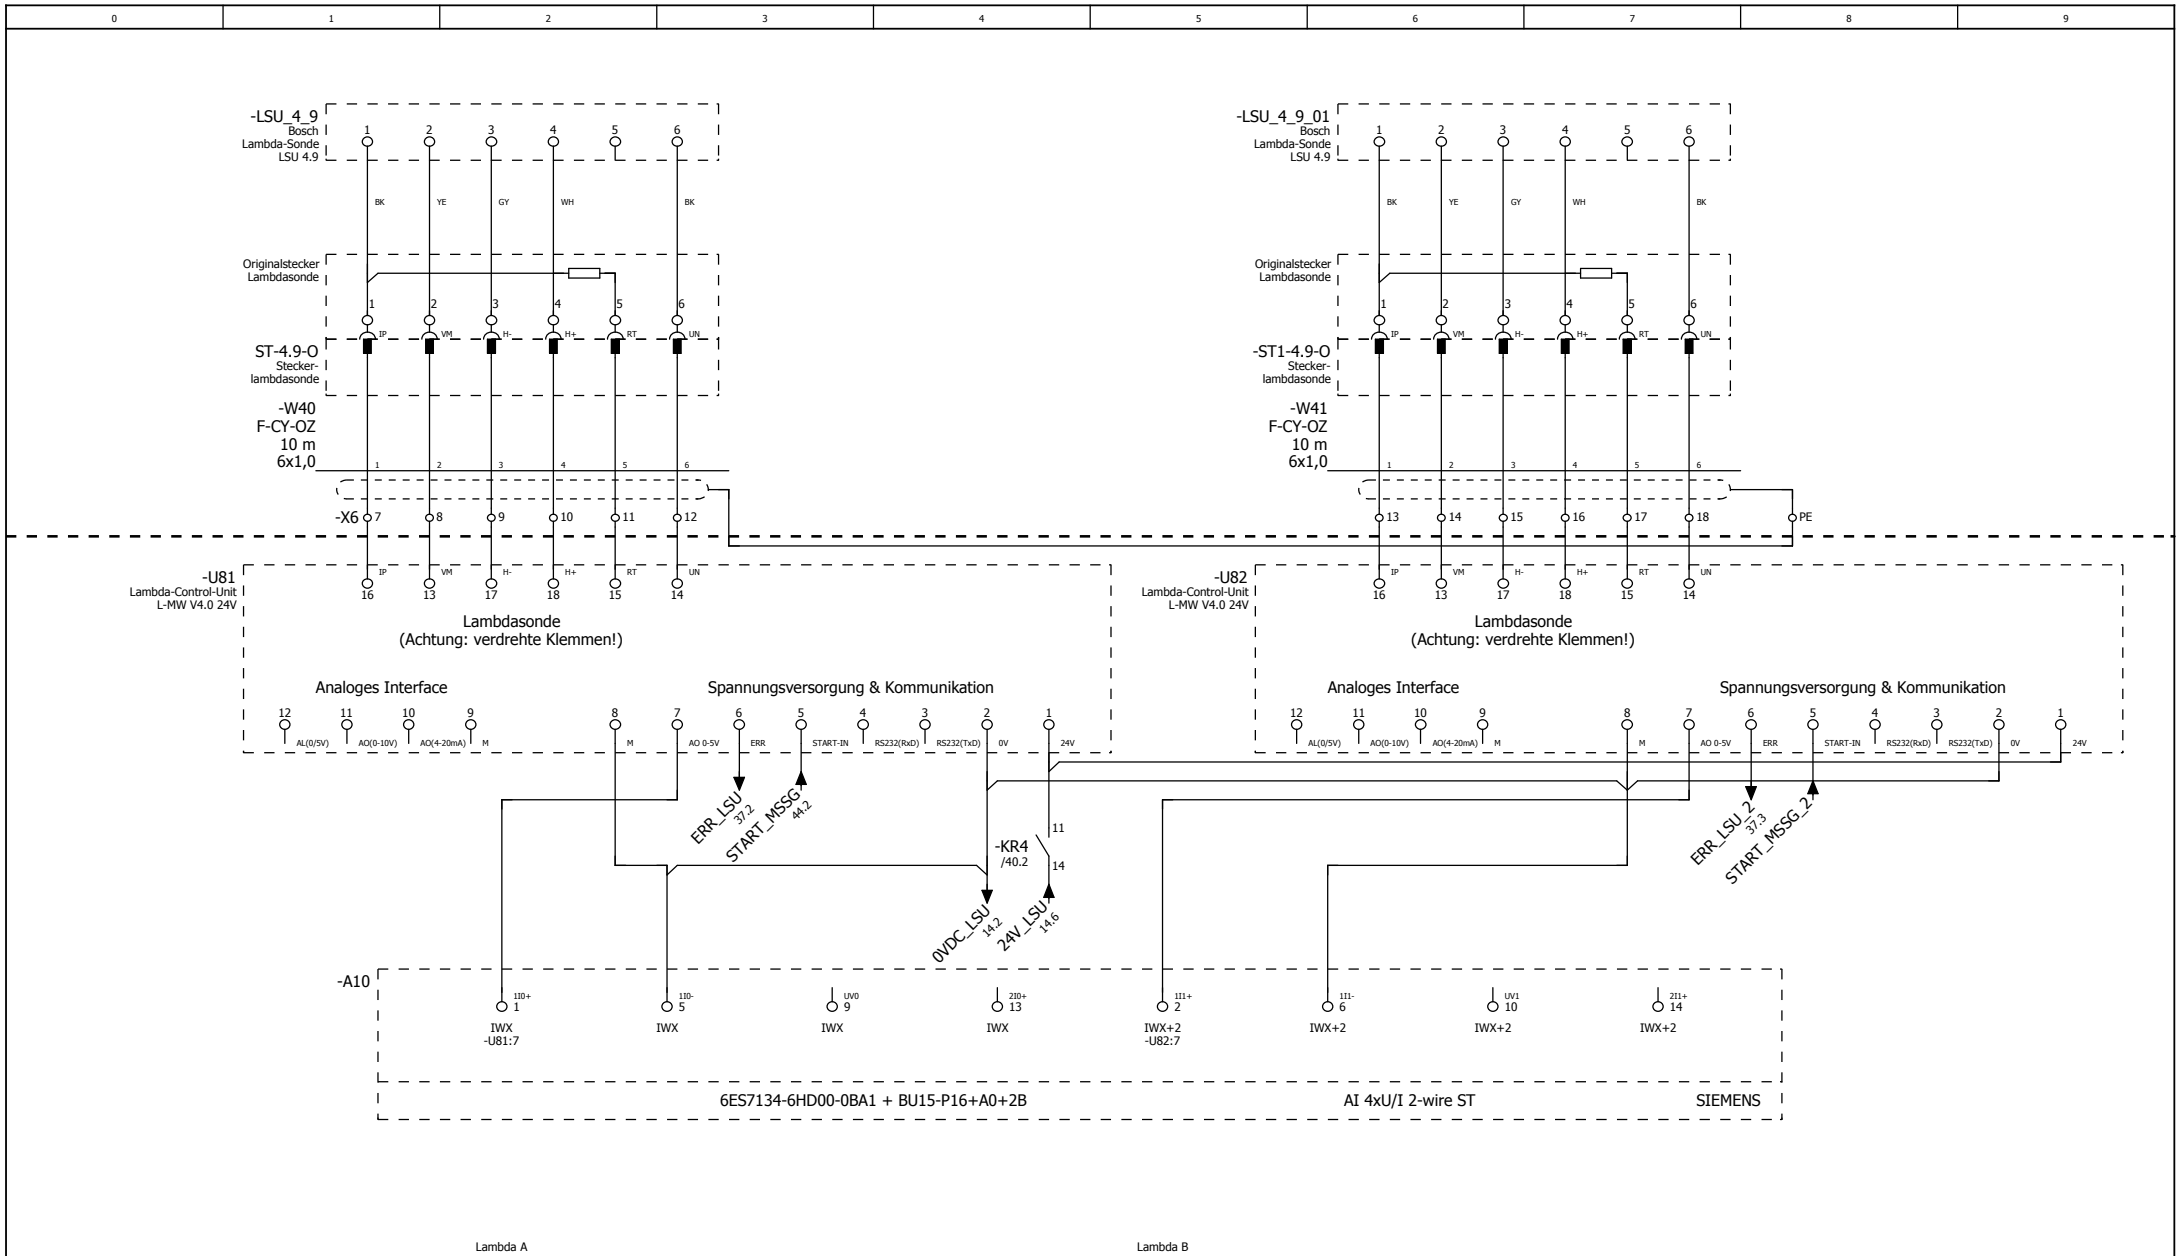 0 1 2 3 4 5 6 7 8 9
-LSU_4_9
Bosch
Lambda-Sonde
LSU 4.9
1 2 3 4 5 6
BK YE GY WH BK
Originalstecker
Lambdasonde
1 2 3 4 5 6
IP VM H- H+ RT UN
ST-4.9-O
Stecker-
lambdasonde
-W40
F-CY-OZ
10 m
6x1,0
1 2 3 4 5 6
-X6 7 8 9 10 11 12
-LSU_4_9_01
Bosch
Lambda-Sonde
LSU 4.9
1 2 3 4 5 6
BK YE GY WH BK
Originalstecker
Lambdasonde
1 2 3 4 5 6
IP VM H- H+ RT UN
-ST1-4.9-O
Stecker-
lambdasonde
-W41
F-CY-OZ
10 m
6x1,0
1 2 3 4 5 6
13 14 15 16 17 18 PE
-U81
Lambda-Control-Unit
L-MW V4.0 24V
IP VM H- H+ RT UN
16 13 17 18 15 14
Lambdasonde
(Achtung: verdrehte Klemmen!)
Analoges Interface
Spannungsversorgung & Kommunikation
12 11 10 9 8 7 6 5 4 3 2 1
AL(0/5V) AO(0-10V) AO(4-20mA) M M AO 0-5V ERR START-IN RS232(RxD) RS232(TxD) 0V 24V
-U82
Lambda-Control-Unit
L-MW V4.0 24V
IP VM H- H+ RT UN
16 13 17 18 15 14
Lambdasonde
(Achtung: verdrehte Klemmen!)
Analoges Interface
Spannungsversorgung & Kommunikation
12 11 10 9 8 7 6 5 4 3 2 1
AL(0/5V) AO(0-10V) AO(4-20mA) M M AO 0-5V ERR START-IN RS232(RxD) RS232(TxD) 0V 24V
ERR_LSU
37.2
START_MSSG
44.2
-KR4
/40.2
11
14
0VDC_LSU
14.2
24V_LSU
14.6
ERR_LSU_2
37.3
START_MSSG_2
-A10
1I0+ 1I0- UV0 2I0+ 1I1+ 1I1- UV1 2I1+
1 5 9 13 2 6 10 14
IWX IWX IWX IWX IWX+2 IWX+2 IWX+2 IWX+2
-U81:7 -U82:7
6ES7134-6HD00-0BA1 + BU15-P16+A0+2B AI 4xU/I 2-wire ST SIEMENS
Lambda A Lambda B